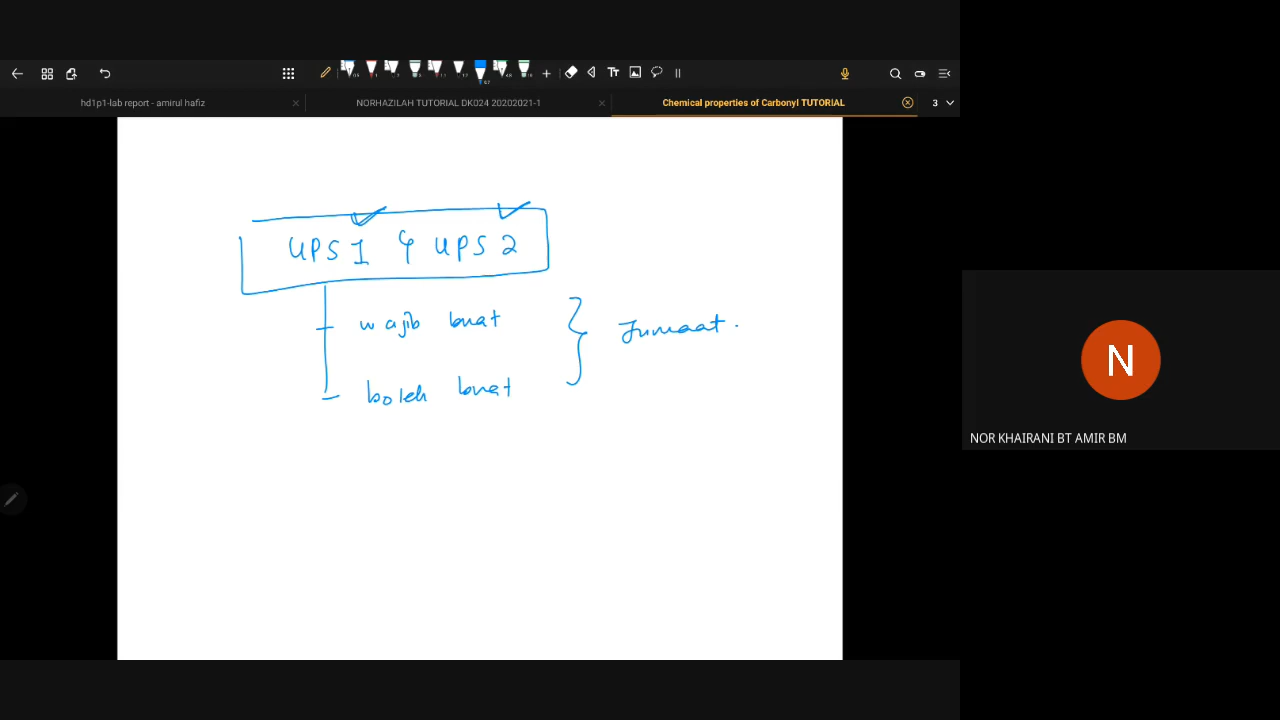 hd1p1-lab report - amirul hafiz
NORHAZILAH TUTORIAL DK024 20202021-1
Chemical properties of Carbonyl TUTORIAL
3
UPS 1 & UPS 2
wajib buat
Jumaat.
boleh buat
N
NOR KHAIRANI BT AMIR BM